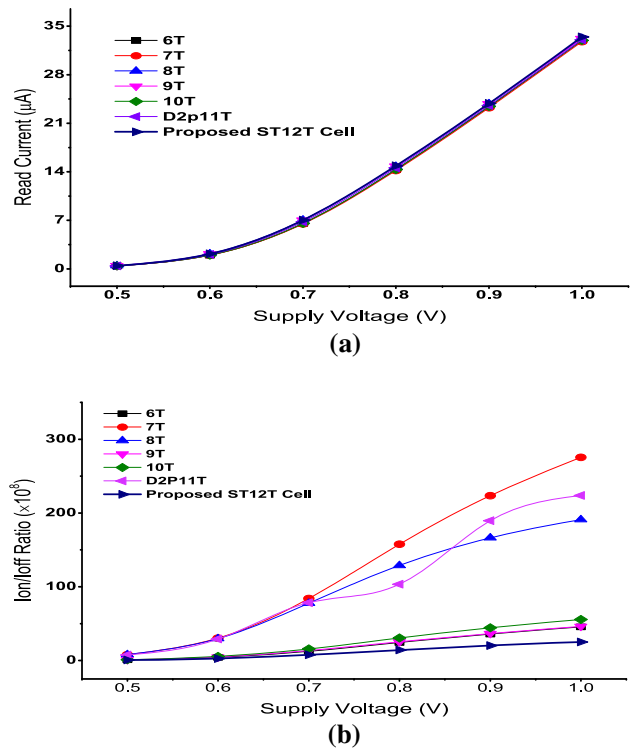 35
28
21
14
7
0
Read Current (µA)
6T
7T
8T
9T
10T
D2p11T
Proposed ST12T Cell
0.5 0.6 0.7 0.8 0.9 1.0
Supply Voltage (V)
(a)
300
200
100
0
Ion/Ioff Ratio (×10⁸)
6T
7T
8T
9T
10T
D2P11T
Proposed ST12T Cell
0.5 0.6 0.7 0.8 0.9 1.0
Supply Voltage (V)
(b)